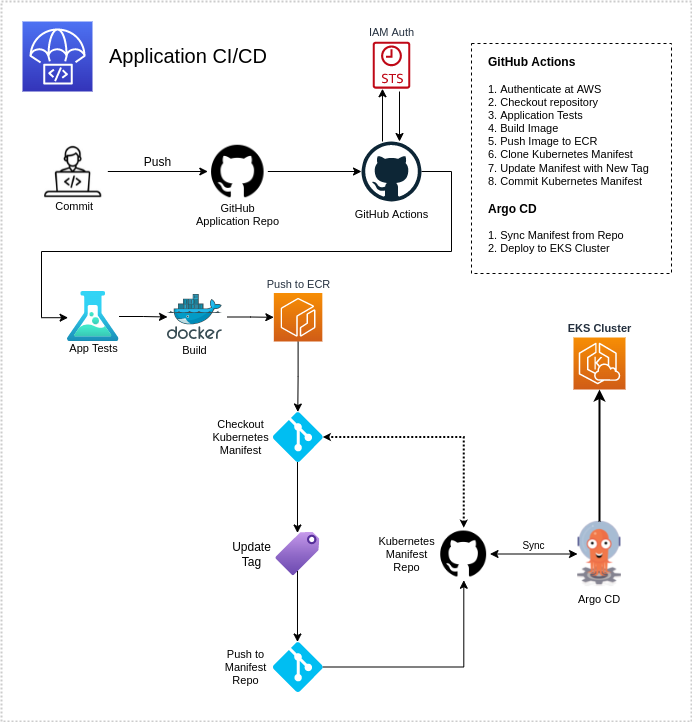 Application CI/CD
IAM Auth
STS
GitHub Actions
1. Authenticate at AWS
2. Checkout repository
3. Application Tests
4. Build Image
5. Push Image to ECR
6. Clone Kubernetes Manifest
7. Update Manifest with New Tag
8. Commit Kubernetes Manifest
Argo CD
1. Sync Manifest from Repo
2. Deploy to EKS Cluster
Push
Commit
GitHub
Application Repo
GitHub Actions
Push to ECR
App Tests
docker
Build
EKS Cluster
K
Checkout
Kubernetes
Manifest
Update
Tag
Kubernetes
Manifest
Repo
Sync
Argo CD
Push to
Manifest
Repo